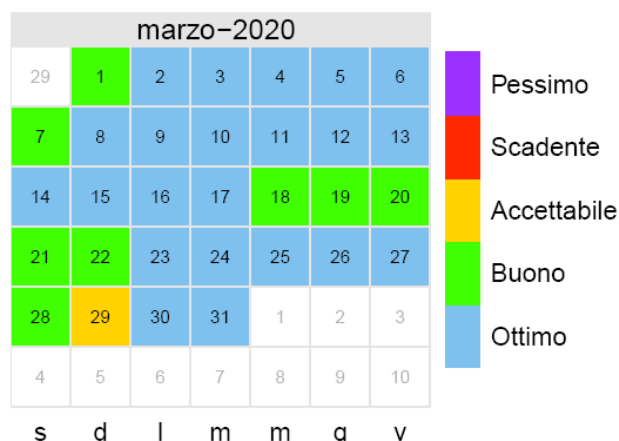 marzo-2020
29 1 2 3 4 5 6
7 8 9 10 11 12 13
14 15 16 17 18 19 20
21 22 23 24 25 26 27
28 29 30 31 1 2 3
4 5 6 7 8 9 10
s d l m m g v
Pessimo
Scadente
Accettabile
Buono
Ottimo